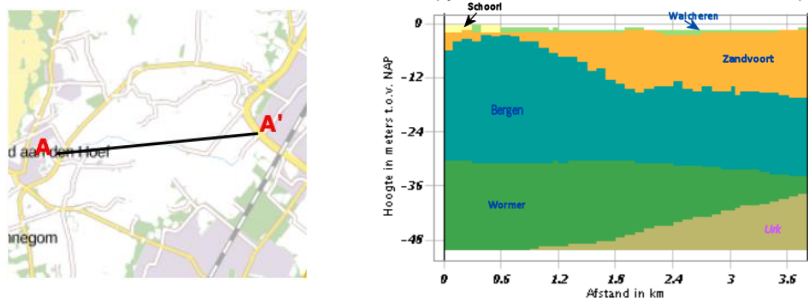 A
A'
d aan den Hoef
nnegom
Schoorl
Walcheren
Zandvoort
Bergen
Wormer
Urk
Hoogte in meters t.o.v. NAP
0
-12
-24
-36
-48
0 0.6 1.2 1.8 2.4 3 3.6
Afstand in km